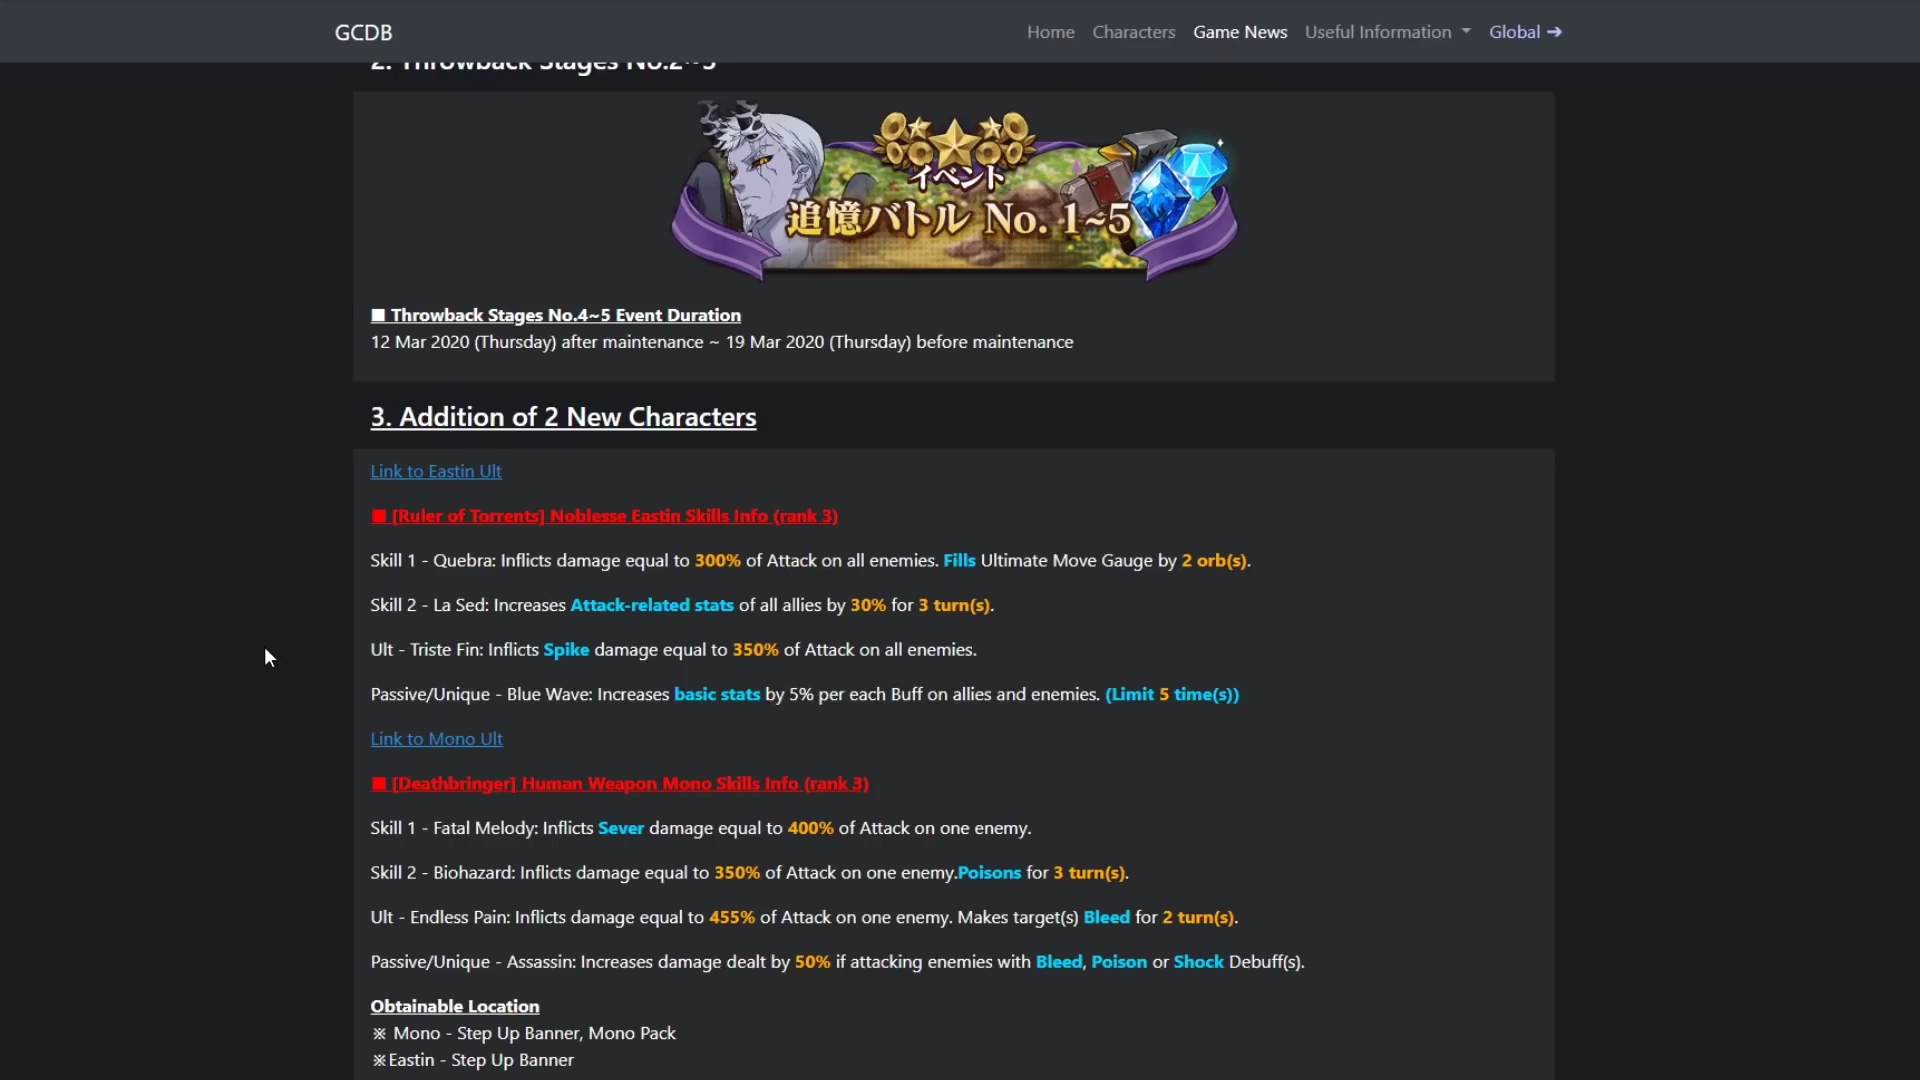 GCDB
Home Characters Game News Useful Information Global ➔
2. Throwback Stages No.2~5
イベント
追憶バトル No. 1~5
■ Throwback Stages No.4~5 Event Duration
12 Mar 2020 (Thursday) after maintenance ~ 19 Mar 2020 (Thursday) before maintenance
3. Addition of 2 New Characters
Link to Eastin Ult
■ [Ruler of Torrents] Noblesse Eastin Skills Info (rank 3)
Skill 1 - Quebra: Inflicts damage equal to 300% of Attack on all enemies. Fills Ultimate Move Gauge by 2 orb(s).
Skill 2 - La Sed: Increases Attack-related stats of all allies by 30% for 3 turn(s).
Ult - Triste Fin: Inflicts Spike damage equal to 350% of Attack on all enemies.
Passive/Unique - Blue Wave: Increases basic stats by 5% per each Buff on allies and enemies. (Limit 5 time(s))
Link to Mono Ult
■ [Deathbringer] Human Weapon Mono Skills Info (rank 3)
Skill 1 - Fatal Melody: Inflicts Sever damage equal to 400% of Attack on one enemy.
Skill 2 - Biohazard: Inflicts damage equal to 350% of Attack on one enemy.Poisons for 3 turn(s).
Ult - Endless Pain: Inflicts damage equal to 455% of Attack on one enemy. Makes target(s) Bleed for 2 turn(s).
Passive/Unique - Assassin: Increases damage dealt by 50% if attacking enemies with Bleed, Poison or Shock Debuff(s).
Obtainable Location
※ Mono - Step Up Banner, Mono Pack
※Eastin - Step Up Banner